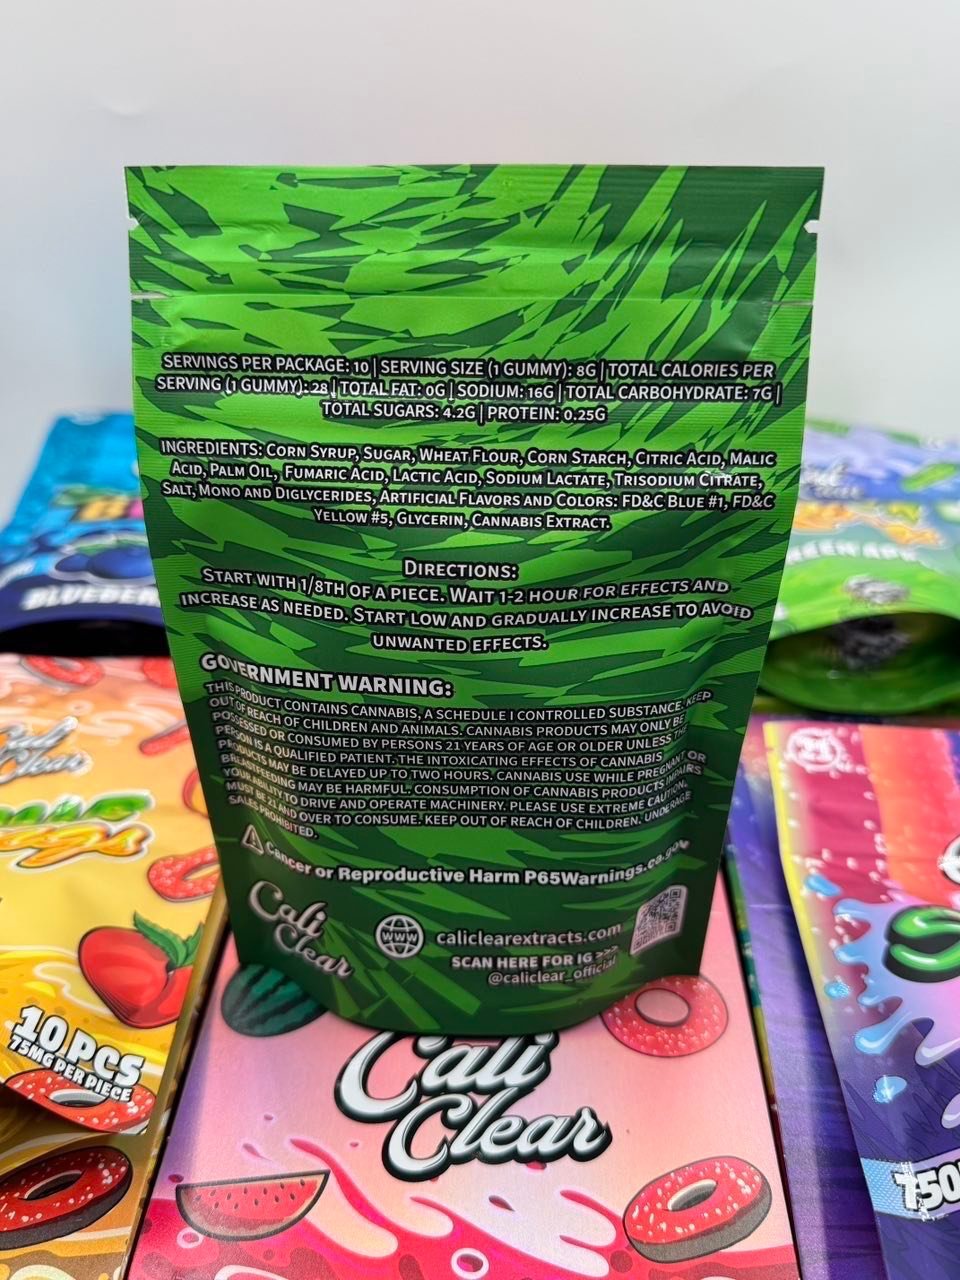 SERVINGS PER PACKAGE: 10 | SERVING SIZE (1 GUMMY): 8G | TOTAL CALORIES PER
SERVING (1 GUMMY): 28 | TOTAL FAT: 0G | SODIUM: 16G | TOTAL CARBOHYDRATE: 7G |
TOTAL SUGARS: 4.2G | PROTEIN: 0.25G
INGREDIENTS: CORN SYRUP, SUGAR, WHEAT FLOUR, CORN STARCH, CITRIC ACID, MALIC
ACID, PALM OIL, FUMARIC ACID, LACTIC ACID, SODIUM LACTATE, TRISODIUM CITRATE,
SALT, MONO AND DIGLYCERIDES, ARTIFICIAL FLAVORS AND COLORS: FD&C BLUE #1, FD&C
YELLOW #5, GLYCERIN, CANNABIS EXTRACT.
DIRECTIONS:
START WITH 1/8TH OF A PIECE. WAIT 1-2 HOUR FOR EFFECTS AND
INCREASE AS NEEDED. START LOW AND GRADUALLY INCREASE TO AVOID
UNWANTED EFFECTS.
GOVERNMENT WARNING:
THIS PRODUCT CONTAINS CANNABIS, A SCHEDULE I CONTROLLED SUBSTANCE. KEEP
OUT OF REACH OF CHILDREN AND ANIMALS. CANNABIS PRODUCTS MAY ONLY BE
POSSESSED OR CONSUMED BY PERSONS 21 YEARS OF AGE OR OLDER UNLESS THE
PERSON IS A QUALIFIED PATIENT. THE INTOXICATING EFFECTS OF CANNABIS
PRODUCTS MAY BE DELAYED UP TO TWO HOURS. CANNABIS USE WHILE PREGNANT OR
BREASTFEEDING MAY BE HARMFUL. CONSUMPTION OF CANNABIS PRODUCTS IMPAIRS
YOUR ABILITY TO DRIVE AND OPERATE MACHINERY. PLEASE USE EXTREME CAUTION.
MUST BE 21 AND OVER TO CONSUME. KEEP OUT OF REACH OF CHILDREN. UNDERAGE
SALES PROHIBITED.
Cancer or Reproductive Harm P65Warnings.ca.gov
Cali
Clear
WWW
caliclearextracts.com
SCAN HERE FOR IG >>>
@caliclear_official
Cali
Clear
10 PCS
75MG PER PIECE
Cali
Clear
21